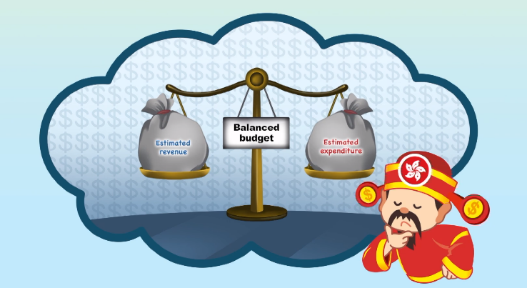 Balanced
budget
Estimated
revenue
Estimated
expenditure